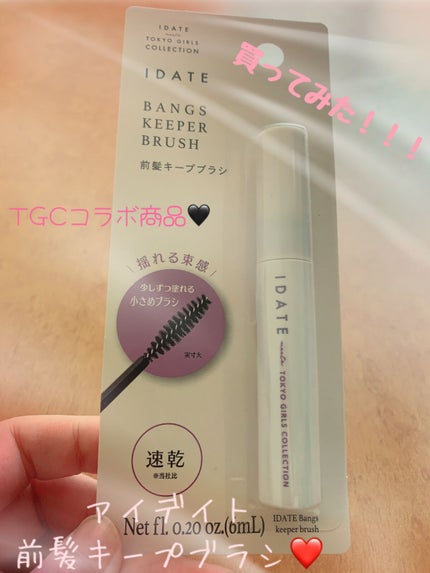 IDATE
meets
TOKYO GIRLS
COLLECTION
IDATE
BANGS
KEEPER
BRUSH
前髪キープブラシ
買ってみた！！！
TGCコラボ商品🖤
揺れる束感
少しずつ塗れる
小さめブラシ
実寸大
速乾
※当社比
IDATE meets TOKYO GIRLS COLLECTION
アイデイト
Net fl. 0.20 oz.(6mL)
IDATE Bangs
keeper brush
前髪キープブラシ❤️